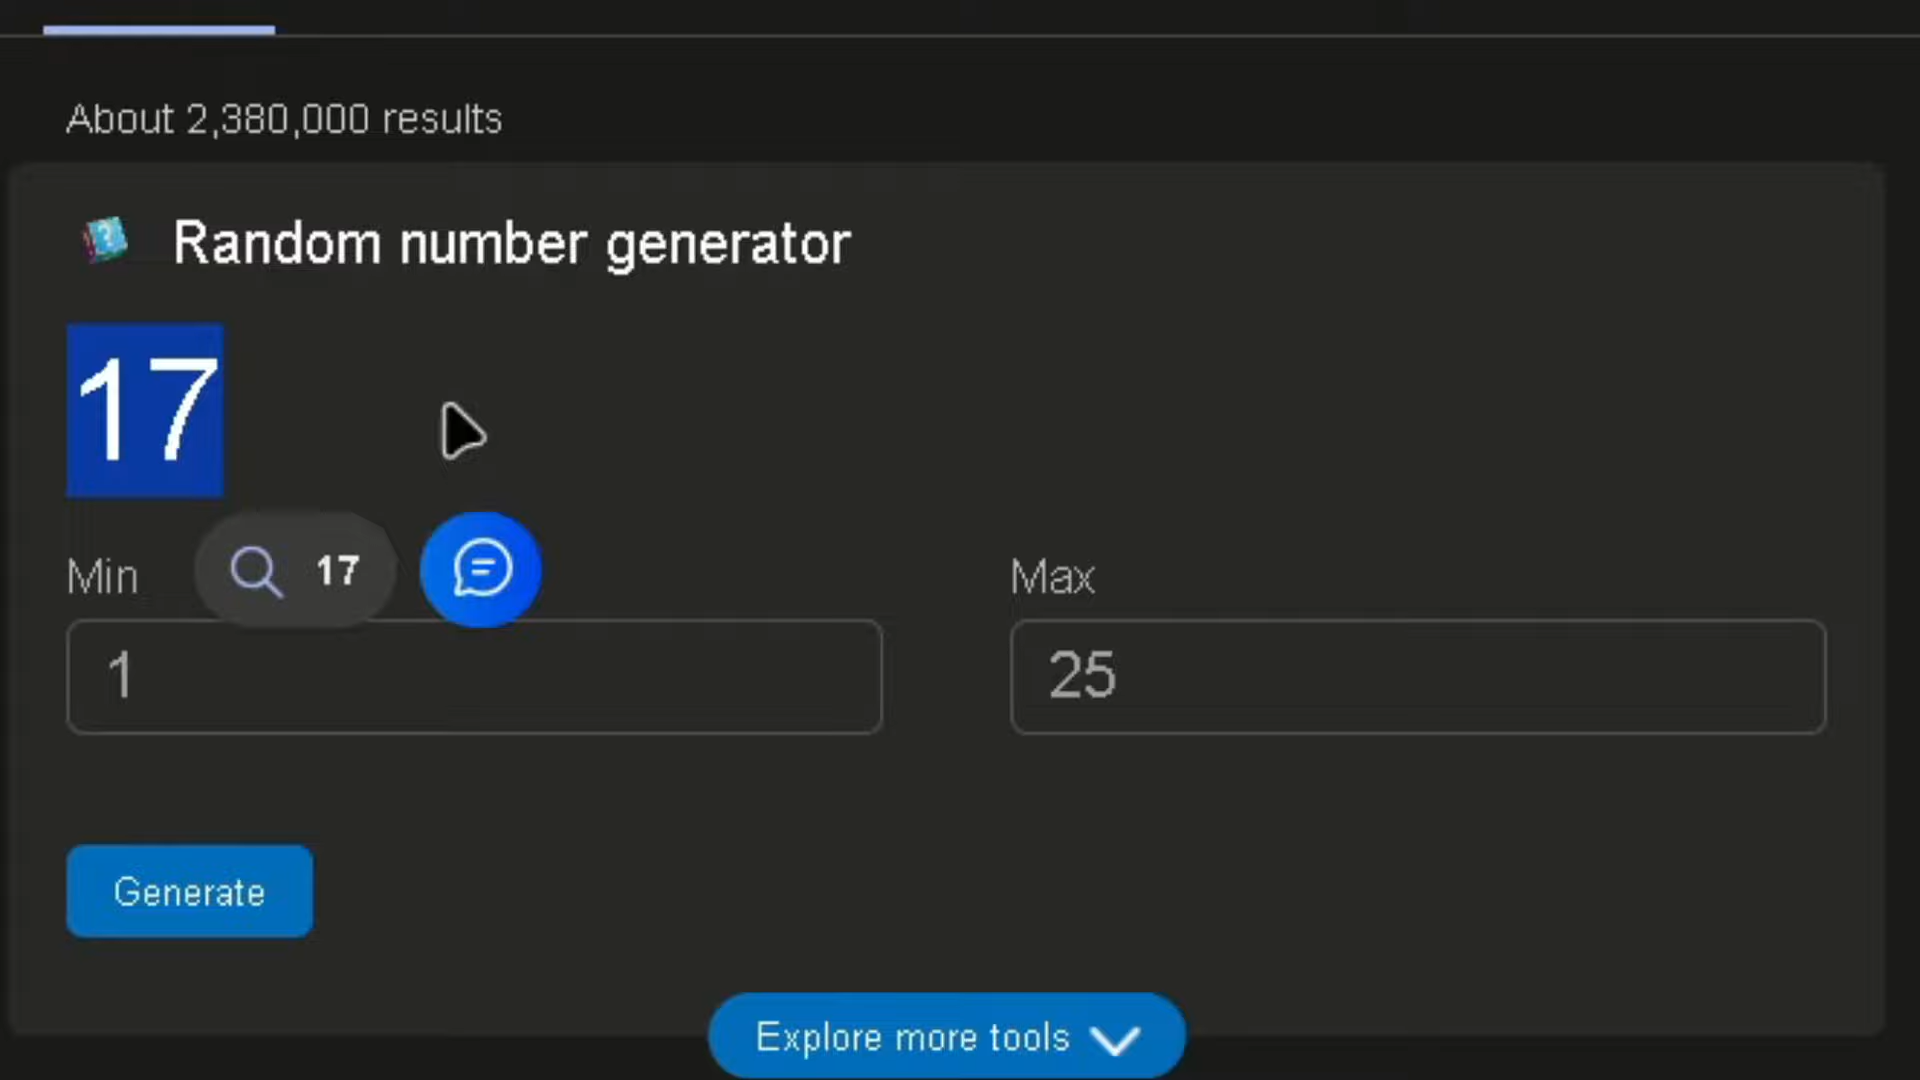 About 2,380,000 results
Random number generator
17
Min
17
Max
1
25
Generate
Explore more tools